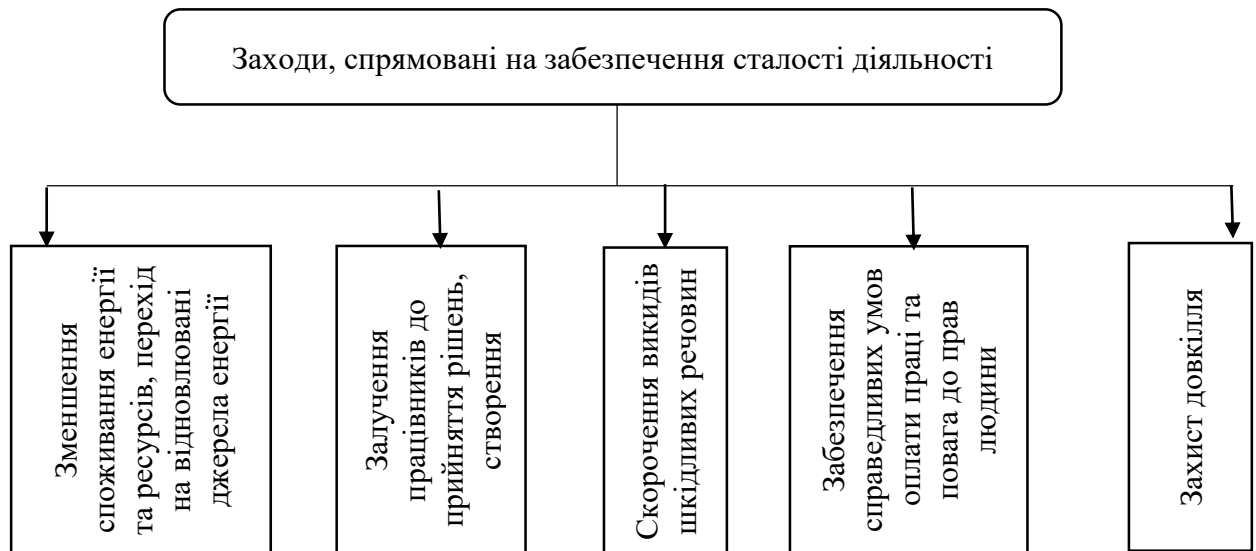 Заходи, спрямовані на забезпечення сталості діяльності
Зменшення
споживання енергії
та ресурсів, перехід
на відновлювані
джерела енергії
Залучення
працівників до
прийняття рішень,
створення
Скорочення викидів
шкідливих речовин
Забезпечення
справедливих умов
оплати праці та
повага до прав
людини
Захист довкілля